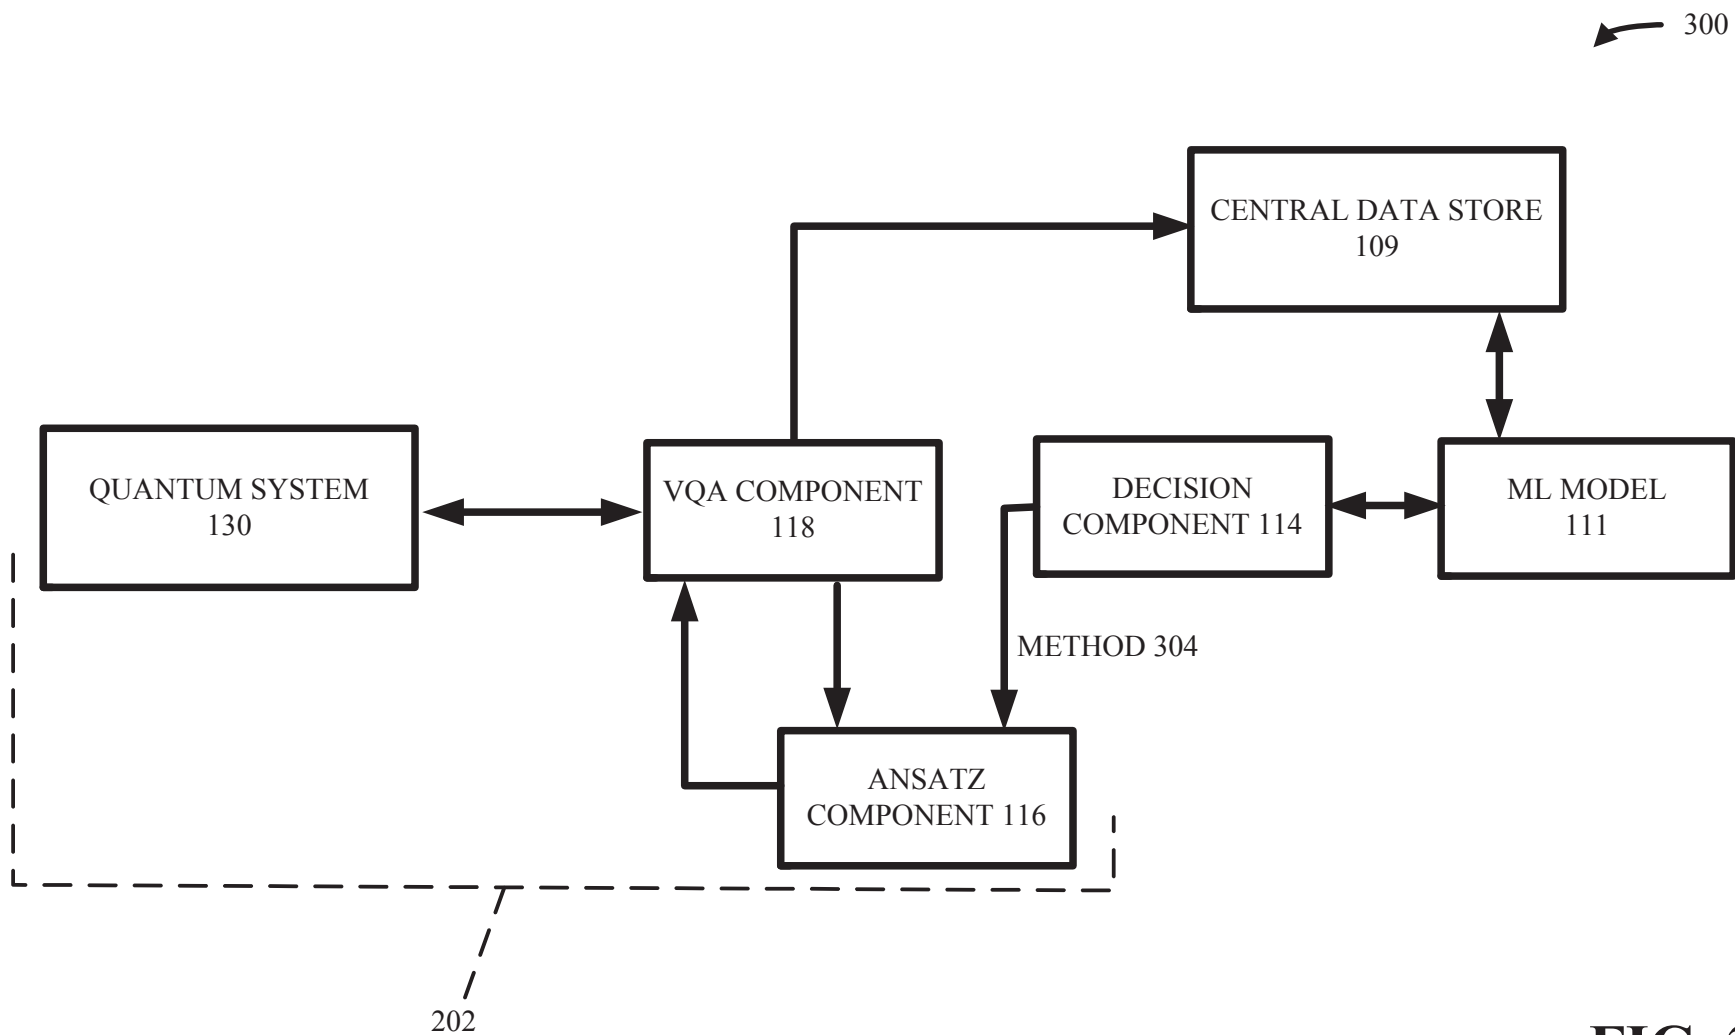 300
CENTRAL DATA STORE
109
QUANTUM SYSTEM
130
VQA COMPONENT
118
DECISION
COMPONENT 114
ML MODEL
111
METHOD 304
ANSATZ
COMPONENT 116
202
FIG.